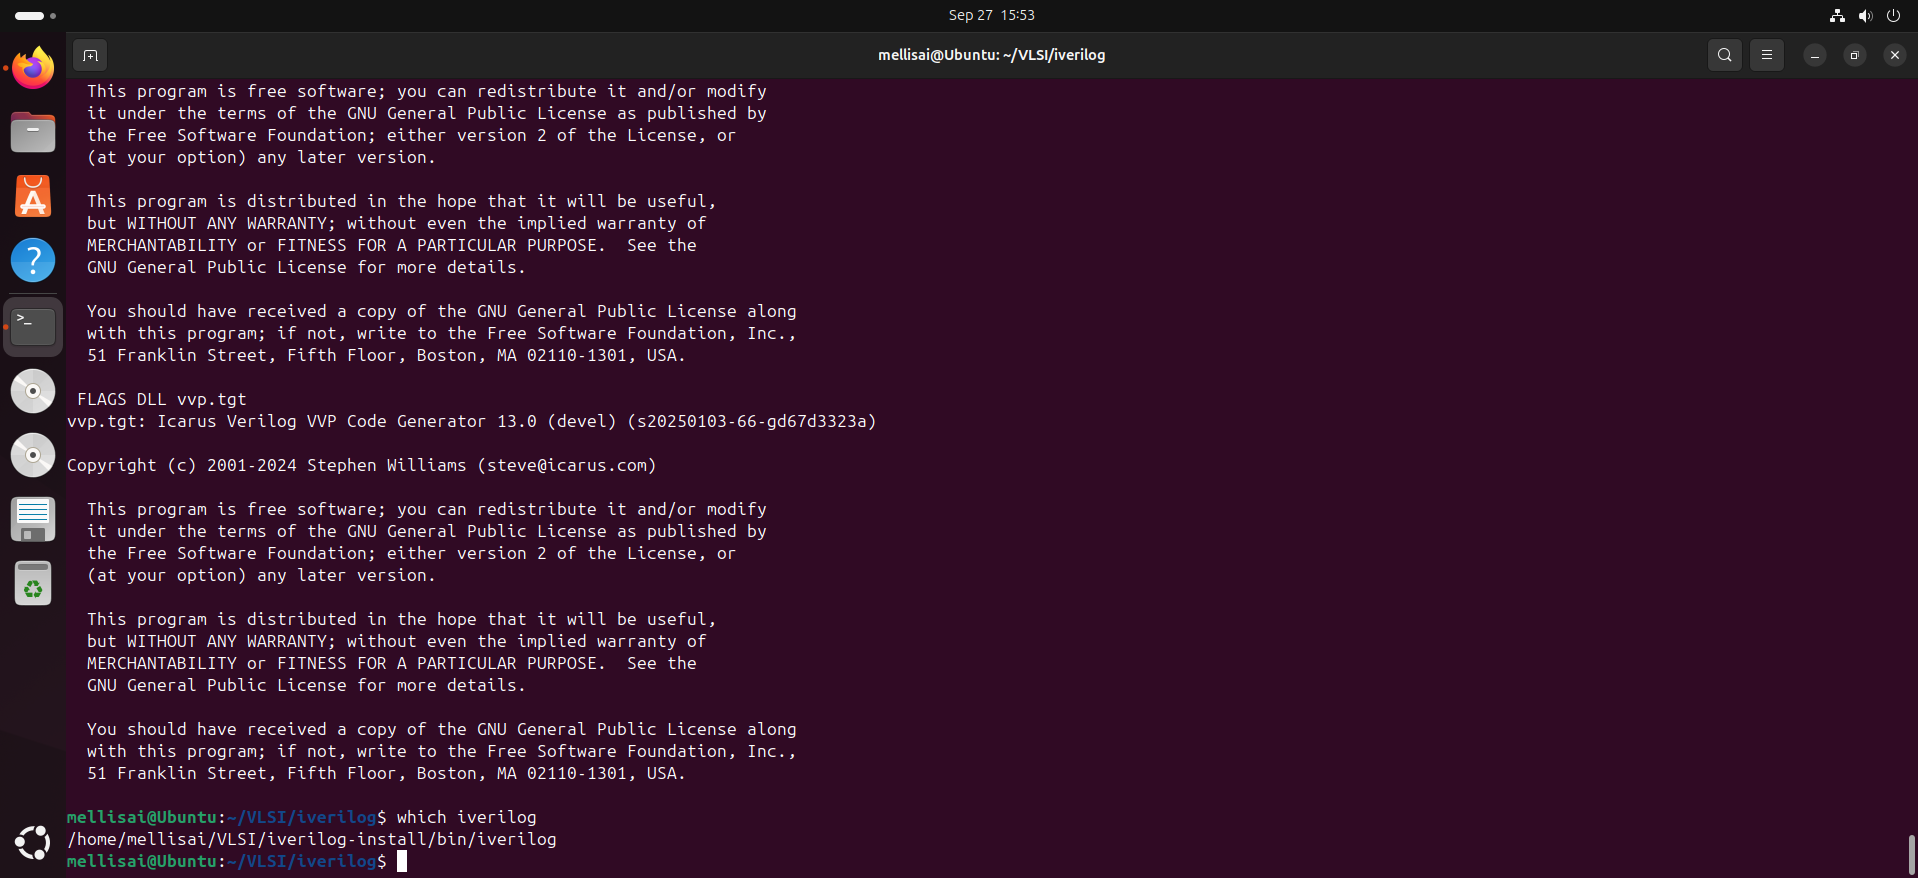 Sep 27 15:53
mellisai@Ubuntu: ~/VLSI/iverilog
This program is free software; you can redistribute it and/or modify
it under the terms of the GNU General Public License as published by
the Free Software Foundation; either version 2 of the License, or
(at your option) any later version.
This program is distributed in the hope that it will be useful,
but WITHOUT ANY WARRANTY; without even the implied warranty of
MERCHANTABILITY or FITNESS FOR A PARTICULAR PURPOSE.  See the
GNU General Public License for more details.
You should have received a copy of the GNU General Public License along
with this program; if not, write to the Free Software Foundation, Inc.,
51 Franklin Street, Fifth Floor, Boston, MA 02110-1301, USA.
FLAGS DLL vvp.tgt
vvp.tgt: Icarus Verilog VVP Code Generator 13.0 (devel) (s20250103-66-gd67d3323a)
Copyright (c) 2001-2024 Stephen Williams (steve@icarus.com)
This program is free software; you can redistribute it and/or modify
it under the terms of the GNU General Public License as published by
the Free Software Foundation; either version 2 of the License, or
(at your option) any later version.
This program is distributed in the hope that it will be useful,
but WITHOUT ANY WARRANTY; without even the implied warranty of
MERCHANTABILITY or FITNESS FOR A PARTICULAR PURPOSE.  See the
GNU General Public License for more details.
You should have received a copy of the GNU General Public License along
with this program; if not, write to the Free Software Foundation, Inc.,
51 Franklin Street, Fifth Floor, Boston, MA 02110-1301, USA.
mellisai@Ubuntu:~/VLSI/iverilog$ which iverilog
/home/mellisai/VLSI/iverilog-install/bin/iverilog
mellisai@Ubuntu:~/VLSI/iverilog$